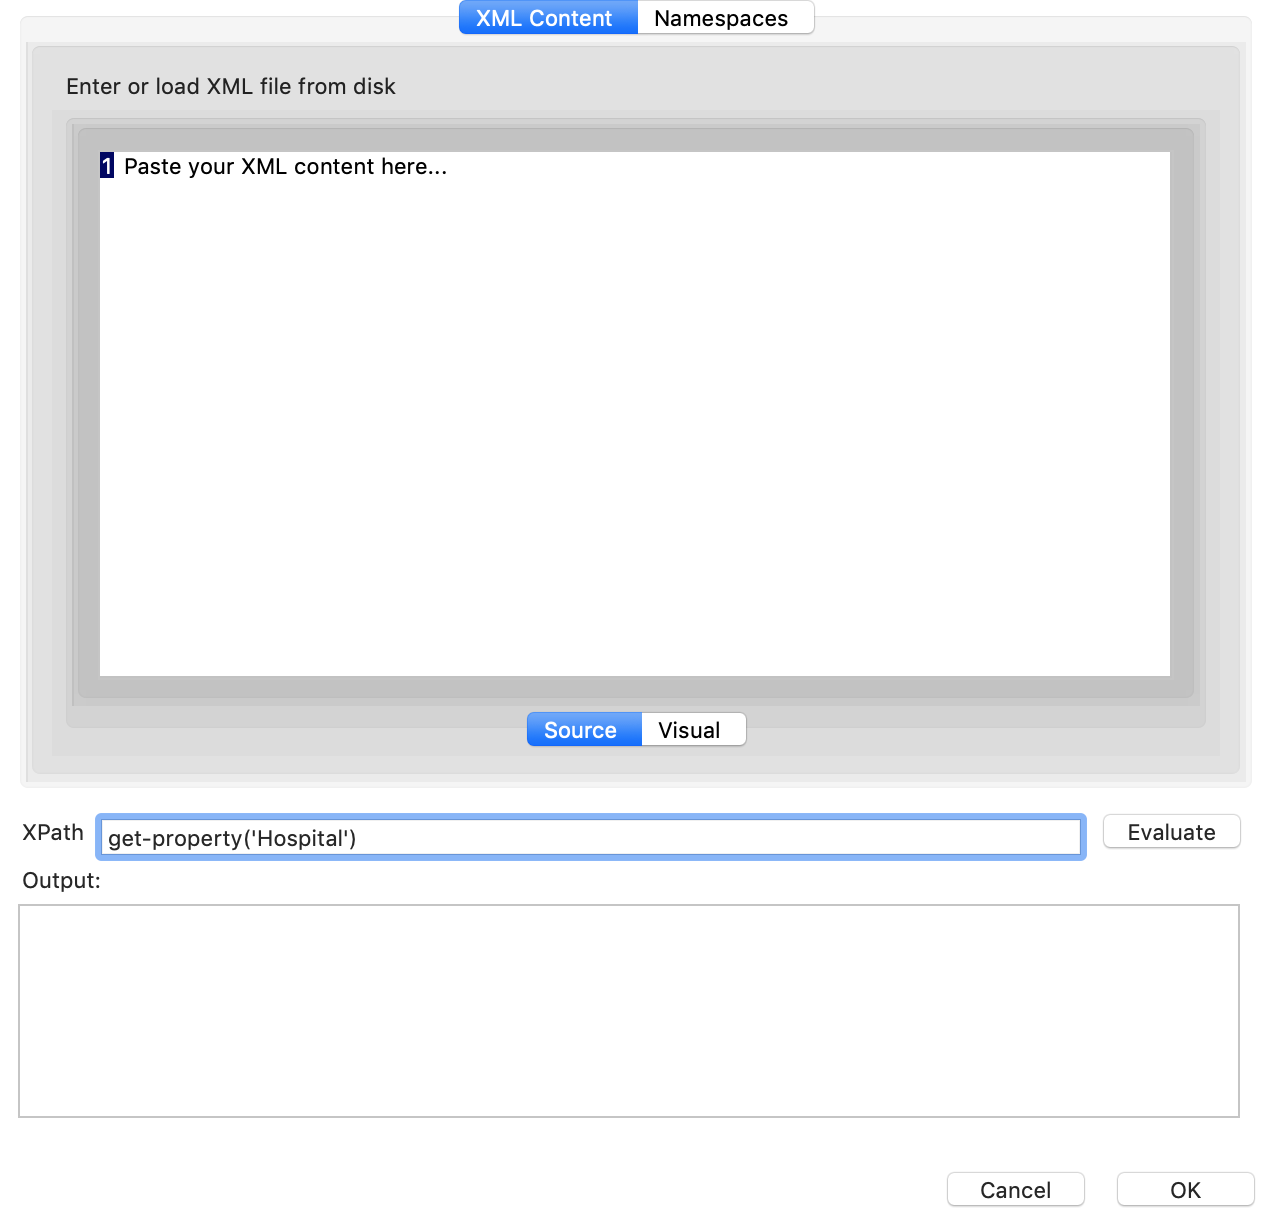 XML Content Namespaces
Enter or load XML file from disk
1 Paste your XML content here...
Source Visual
XPath get-property('Hospital') Evaluate
Output:
Cancel OK